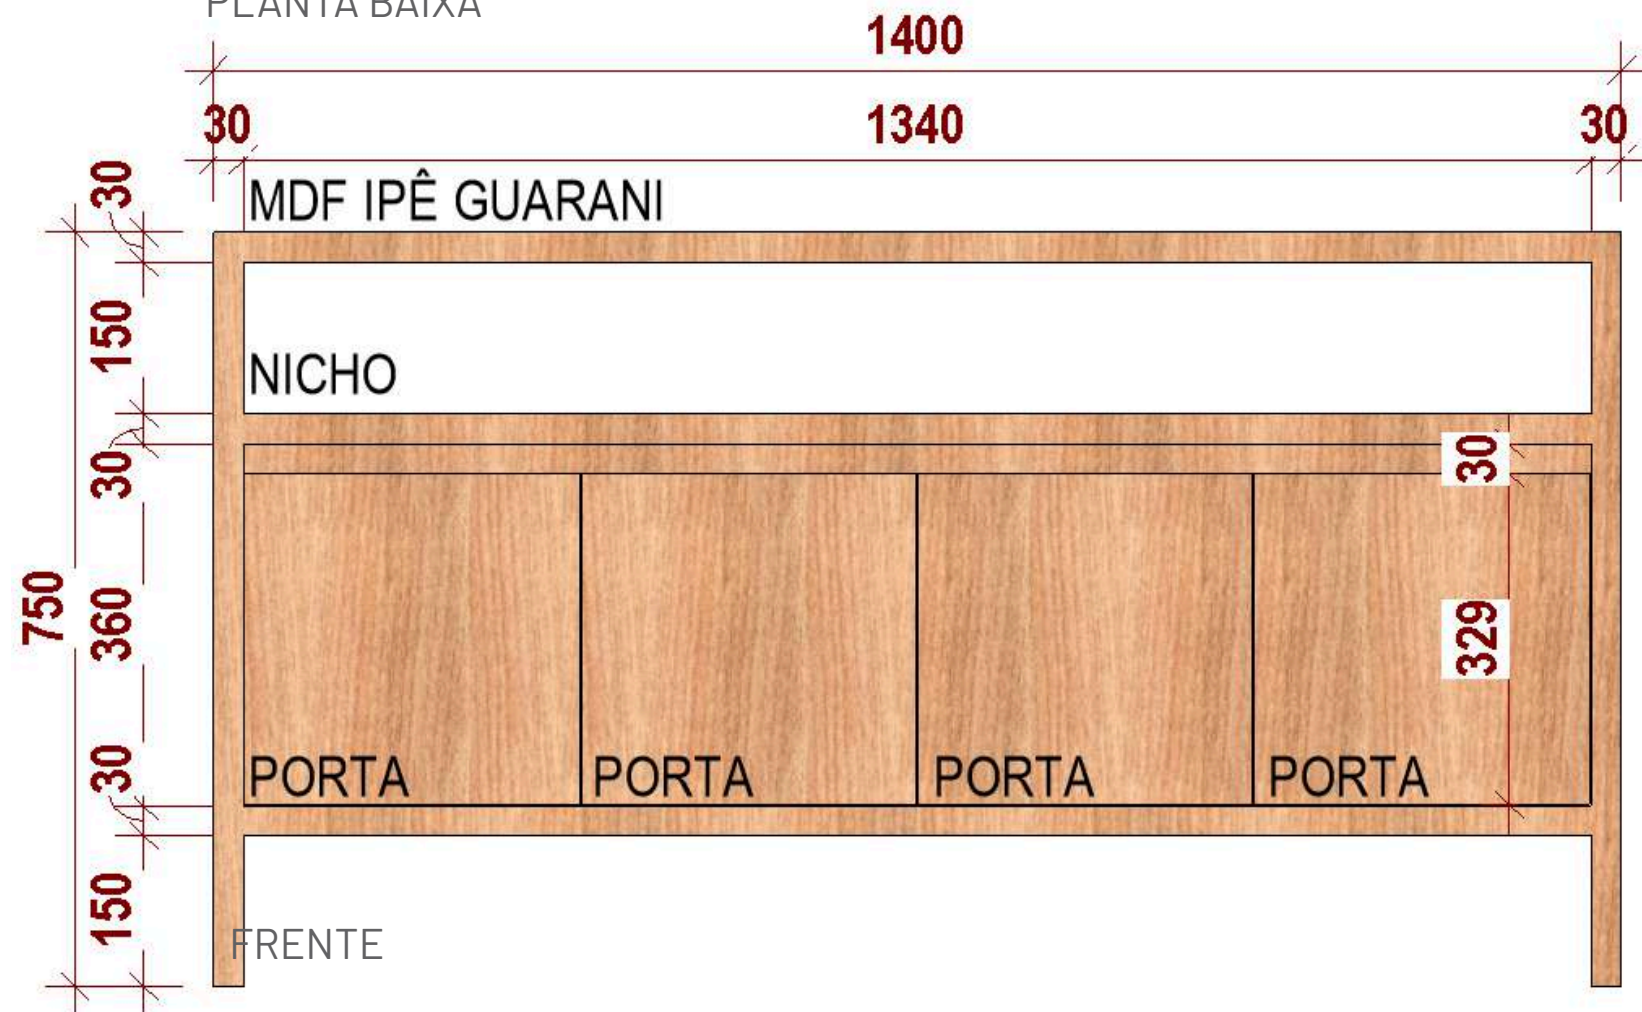 PLANTA BAIXA
1400
30 1340 30
30
MDF IPÊ GUARANI
150
NICHO
30
30
750
360
329
30
PORTA PORTA PORTA PORTA
150
FRENTE